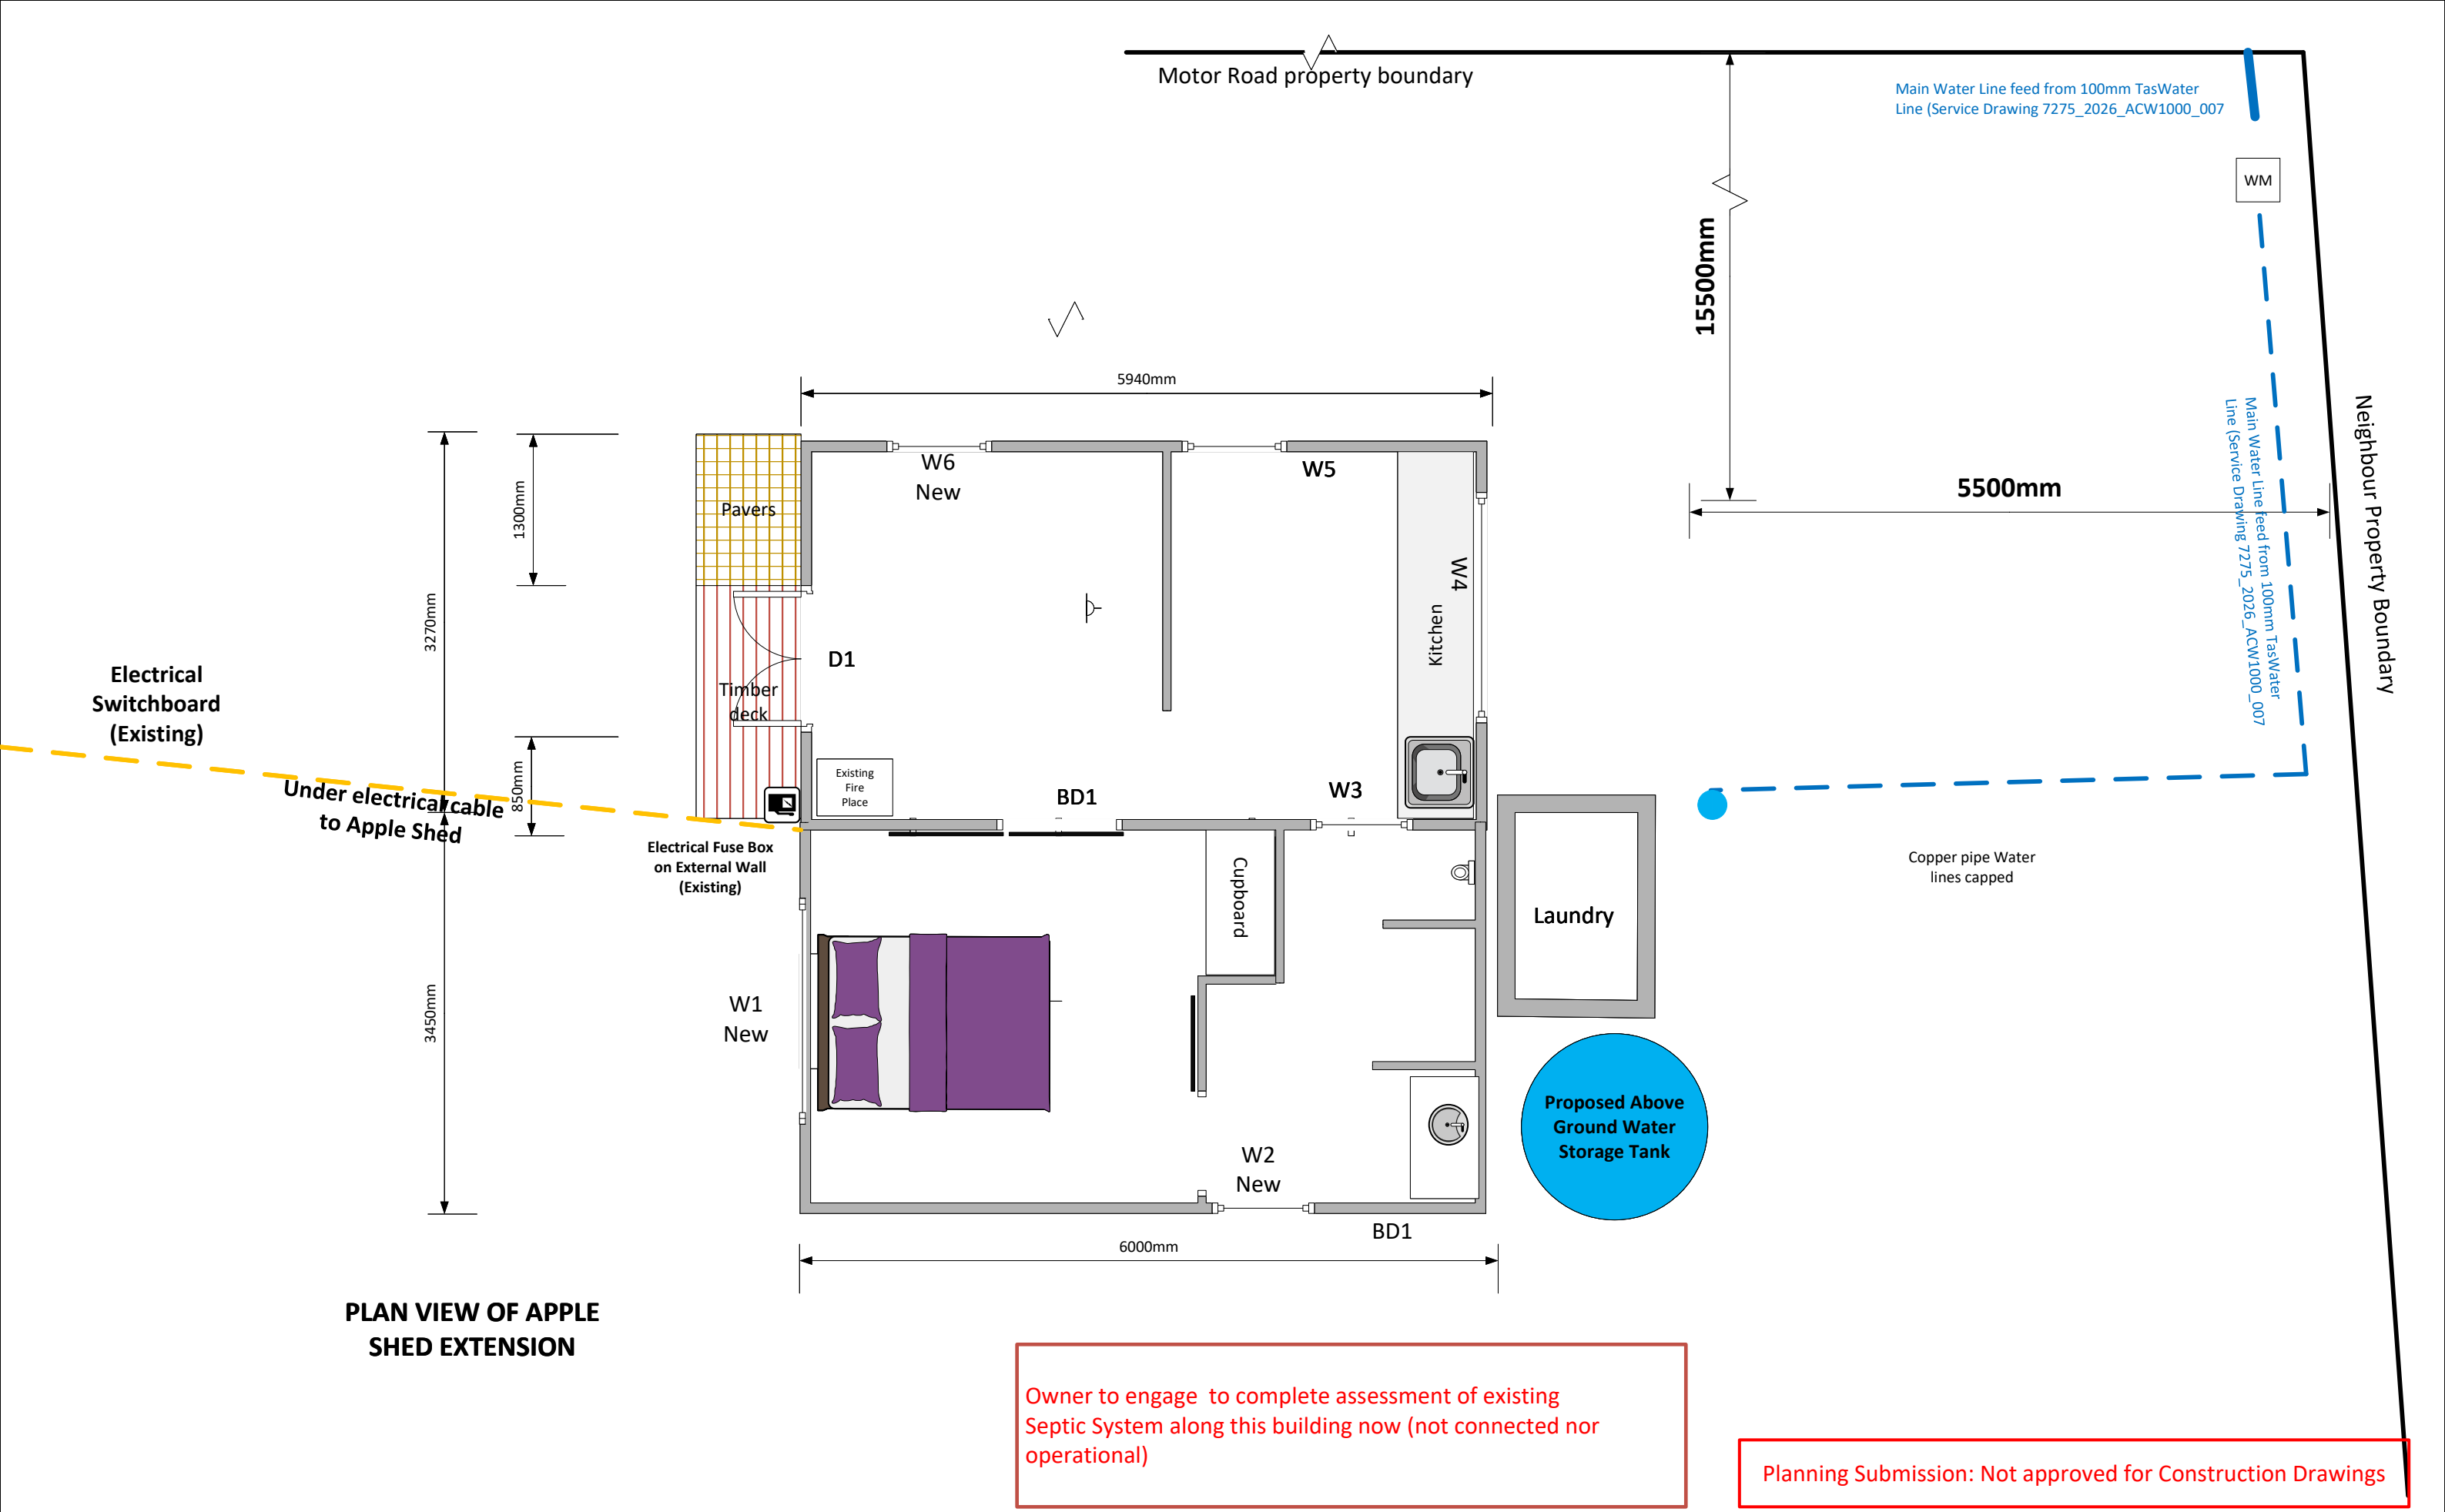 Motor Road property boundary
Main Water Line feed from 100mm TasWater
Line (Service Drawing 7275_2026_ACW1000_007
WM
15500mm
5940mm
5500mm
Main Water Line feed from 100mm TasWater
Line (Service Drawing 7275_2026_ACW1000_007
Neighbour Property Boundary
W6
New
W5
W4
Pavers
1300mm
3270mm
Kitchen
D1
Timber
deck
Electrical
Switchboard
(Existing)
Under electrical cable
to Apple Shed
850mm
Existing
Fire
Place
BD1
W3
Electrical Fuse Box
on External Wall
(Existing)
Cupboard
Laundry
Copper pipe Water
lines capped
3450mm
W1
New
Proposed Above
Ground Water
Storage Tank
W2
New
BD1
6000mm
PLAN VIEW OF APPLE
SHED EXTENSION
Owner to engage  to complete assessment of existing
Septic System along this building now (not connected nor
operational)
Planning Submission: Not approved for Construction Drawings